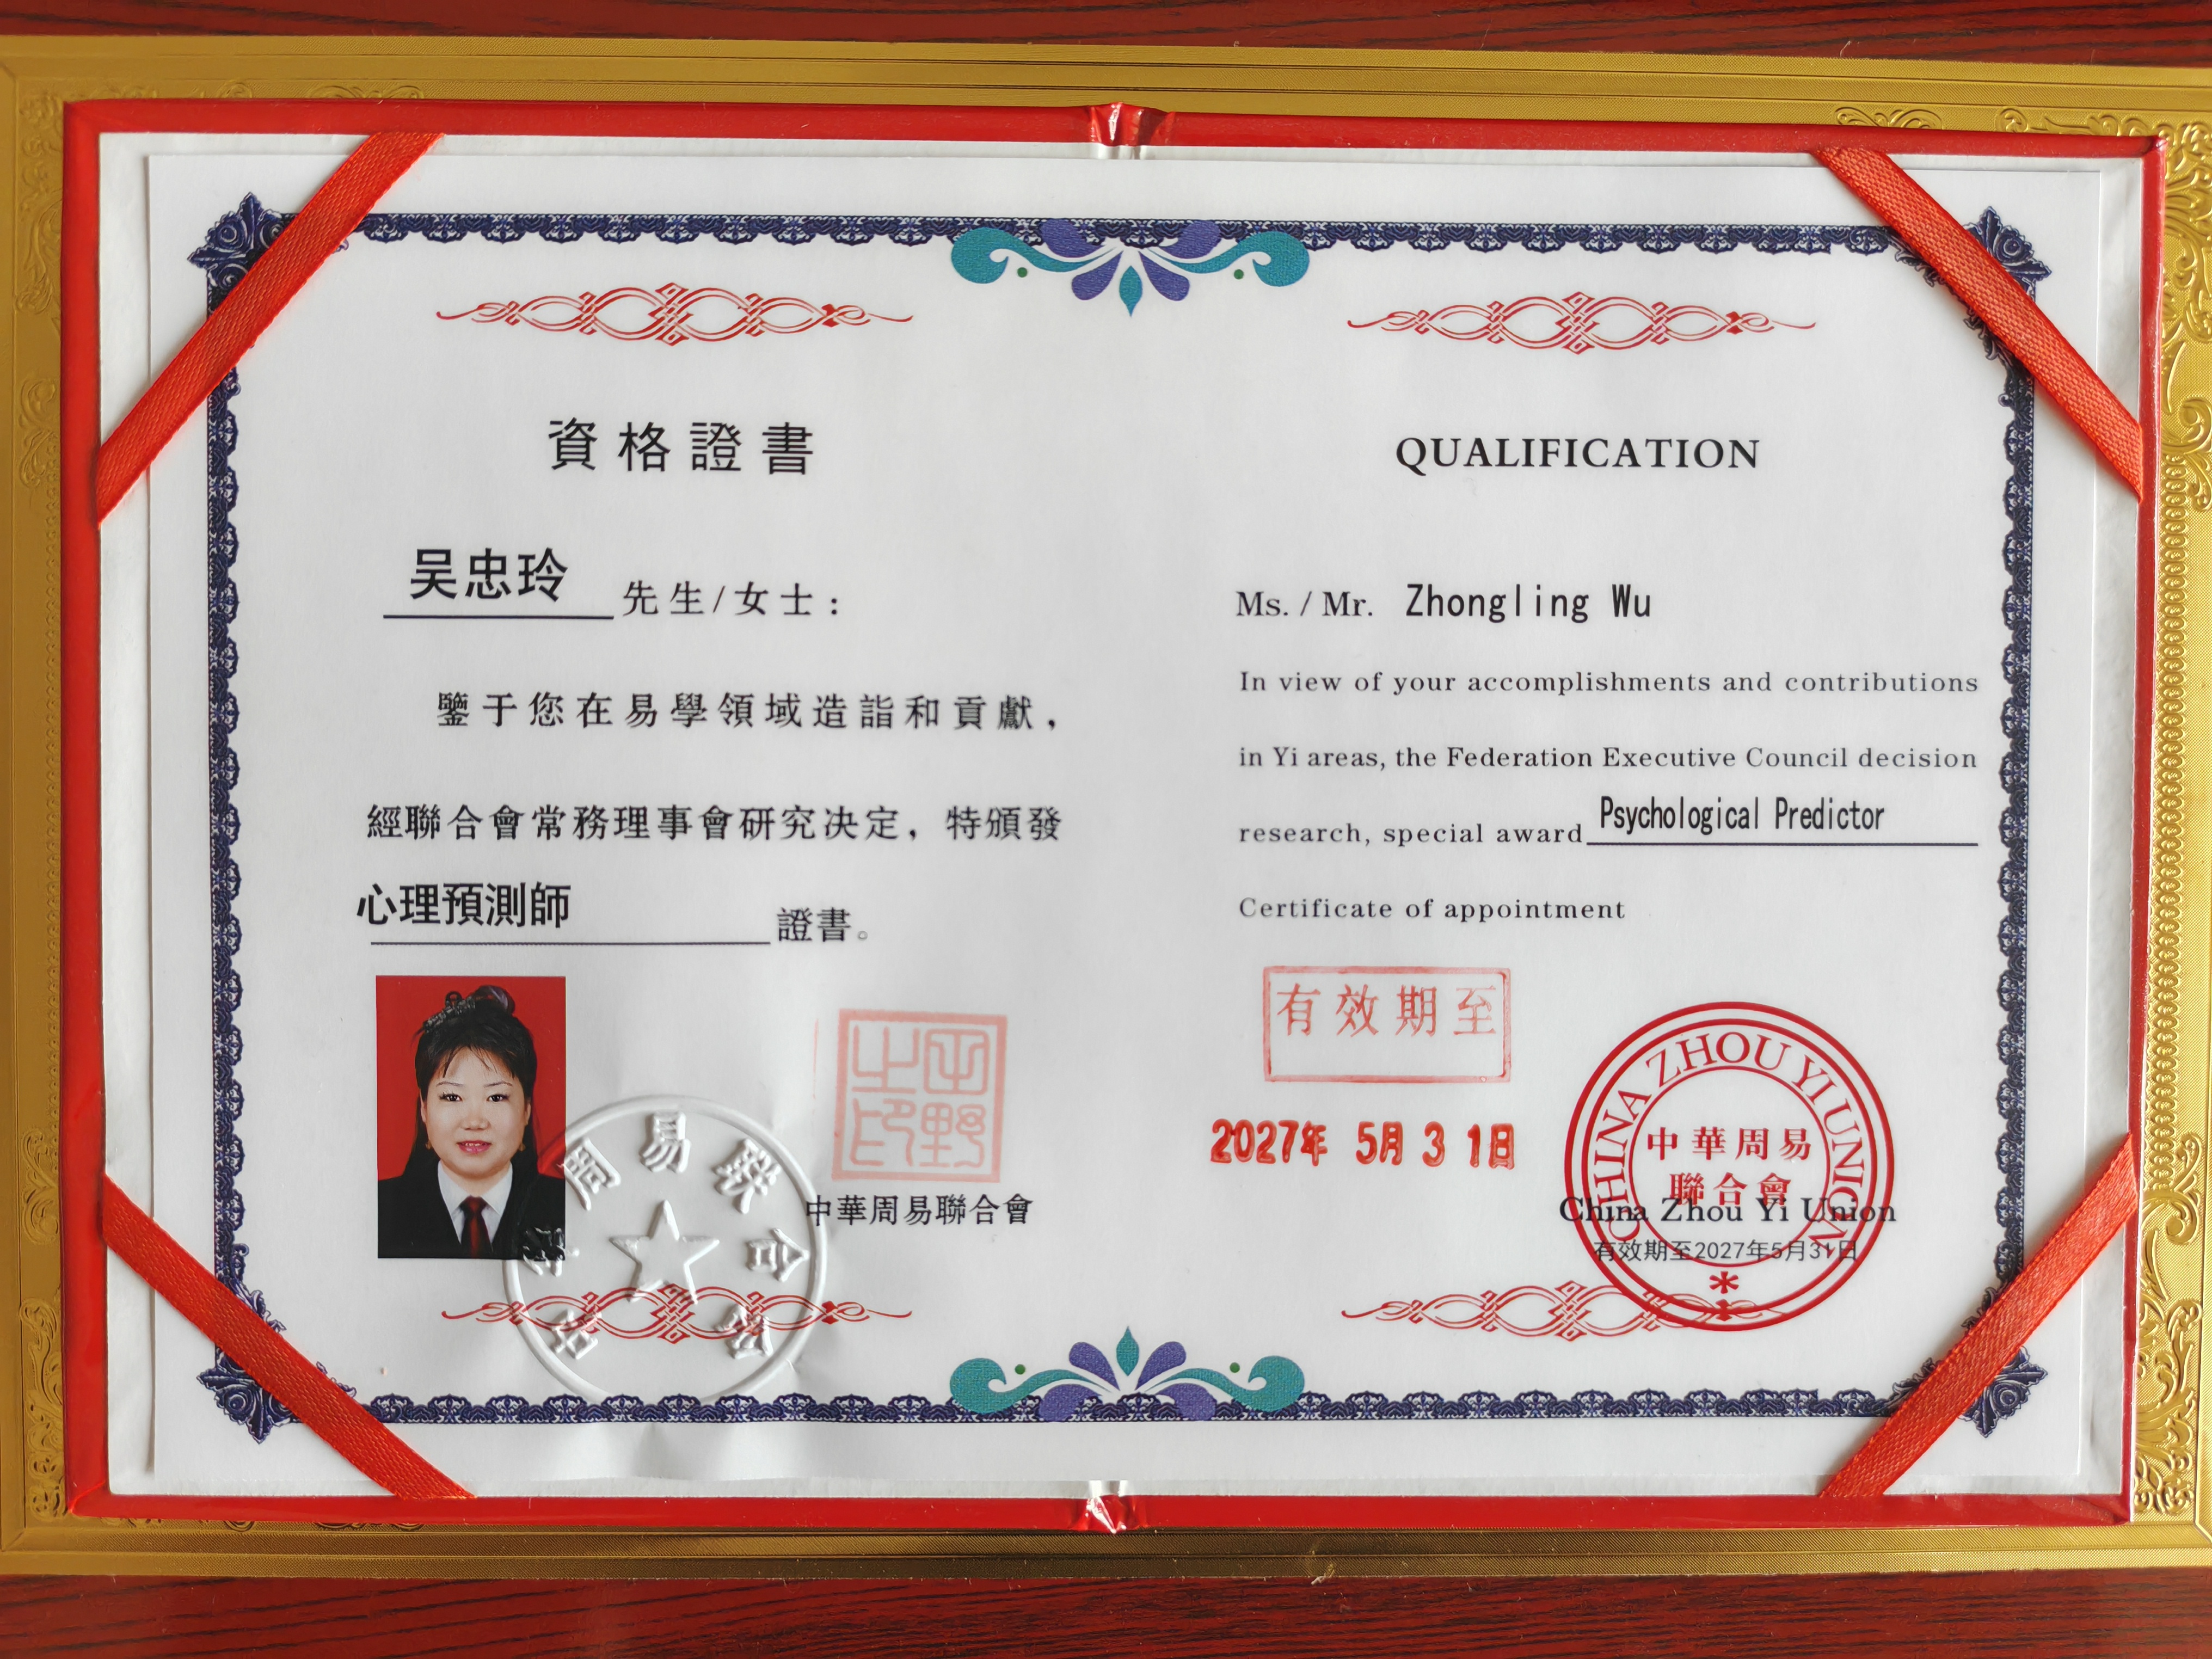 資格證書
吴忠玲 先生/女士：
鑒于您在易學領域造詣和貢獻，
經聯合會常務理事會研究决定，特頒發
心理預測師 證書。
中華周易聯合會
周易联合会
QUALIFICATION
Ms. / Mr. Zhongling Wu
In view of your accomplishments and contributions
in Yi areas, the Federation Executive Council decision
research, special award Psychological Predictor
Certificate of appointment
有效期至
2027年 5月 3 1日
CHINA ZHOU YI UNION
中華周易
聯合會
China Zhou Yi Union
有效期至2027年5月31日